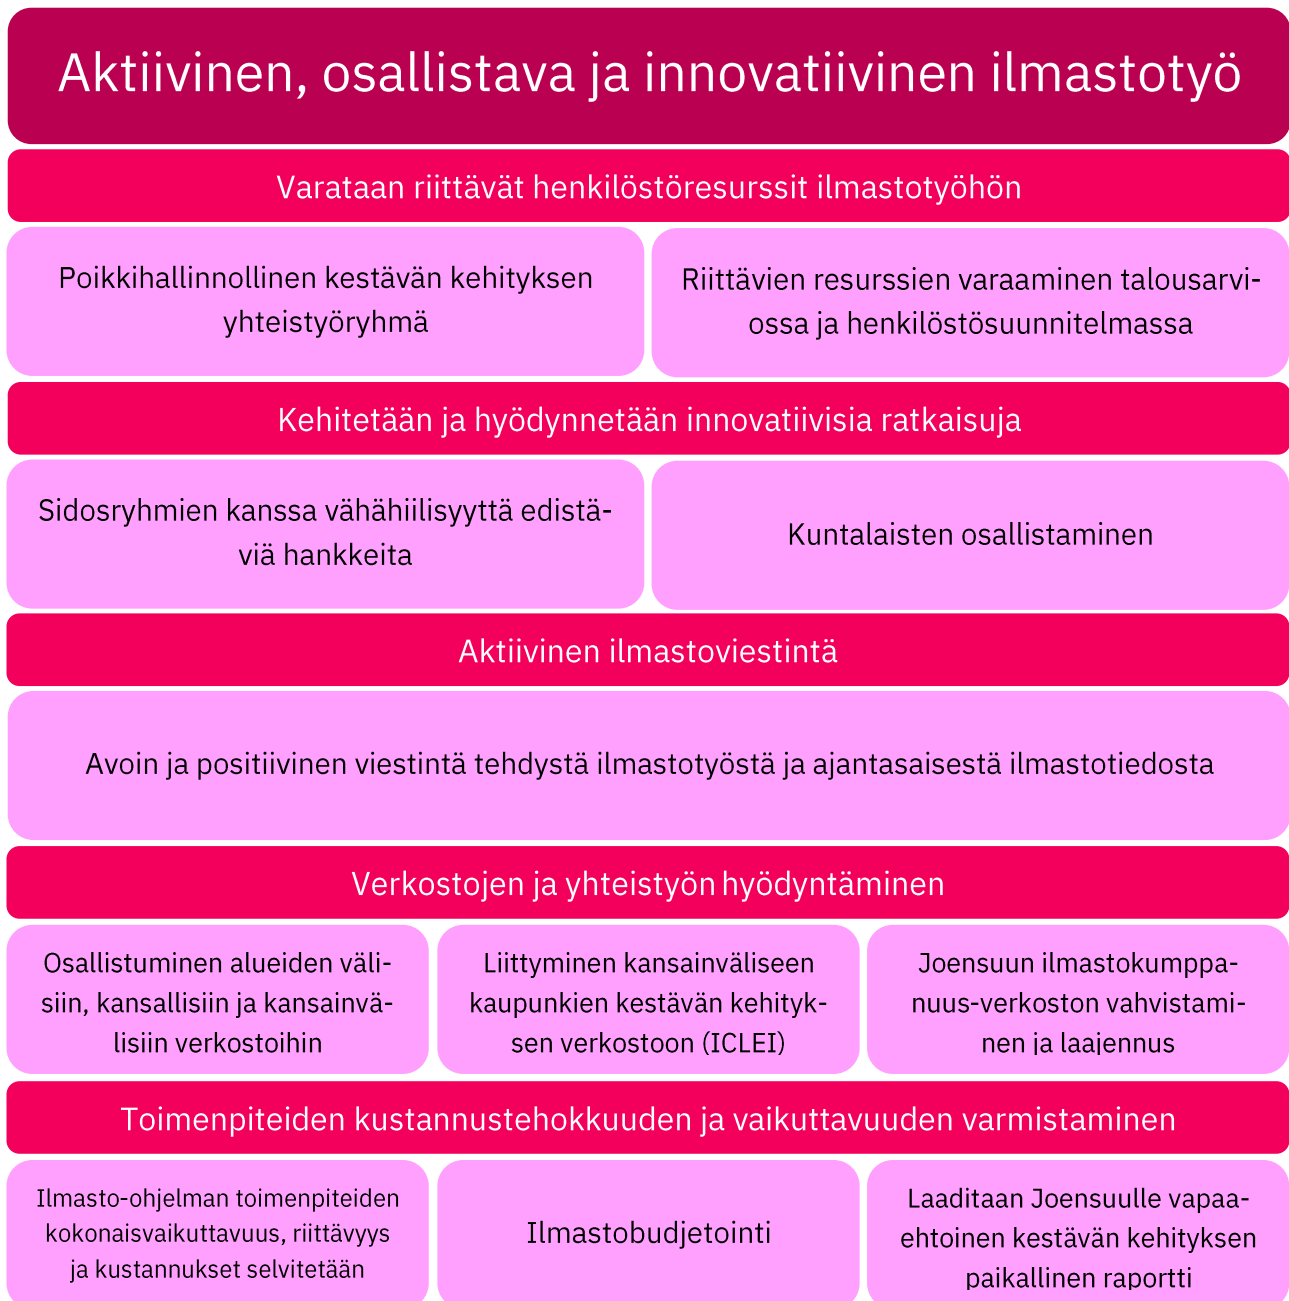 Aktiivinen, osallistava ja innovatiivinen ilmastotyö
Varataan riittävät henkilöstöresurssit ilmastotyöhön
Poikkihallinnollinen kestävän kehityksen
yhteistyöryhmä
Riittävien resurssien varaaminen talousarvi-
ossa ja henkilöstösuunnitelmassa
Kehitetään ja hyödynnetään innovatiivisia ratkaisuja
Sidosryhmien kanssa vähähiilisyyttä edistä-
viä hankkeita
Kuntalaisten osallistaminen
Aktiivinen ilmastoviestintä
Avoin ja positiivinen viestintä tehdystä ilmastotyöstä ja ajantasaisesta ilmastotiedosta
Verkostojen ja yhteistyön hyödyntäminen
Osallistuminen alueiden väli-
siin, kansallisiin ja kansainvä-
lisiin verkostoihin
Liittyminen kansainväliseen
kaupunkien kestävän kehityk-
sen verkostoon (ICLEI)
Joensuun ilmastokumppa-
nuus-verkoston vahvistami-
nen ja laajennus
Toimenpiteiden kustannustehokkuuden ja vaikuttavuuden varmistaminen
Ilmasto-ohjelman toimenpiteiden
kokonaisvaikuttavuus, riittävyys
ja kustannukset selvitetään
Ilmastobudjetointi
Laaditaan Joensuulle vapaa-
ehtoinen kestävän kehityksen
paikallinen raportti